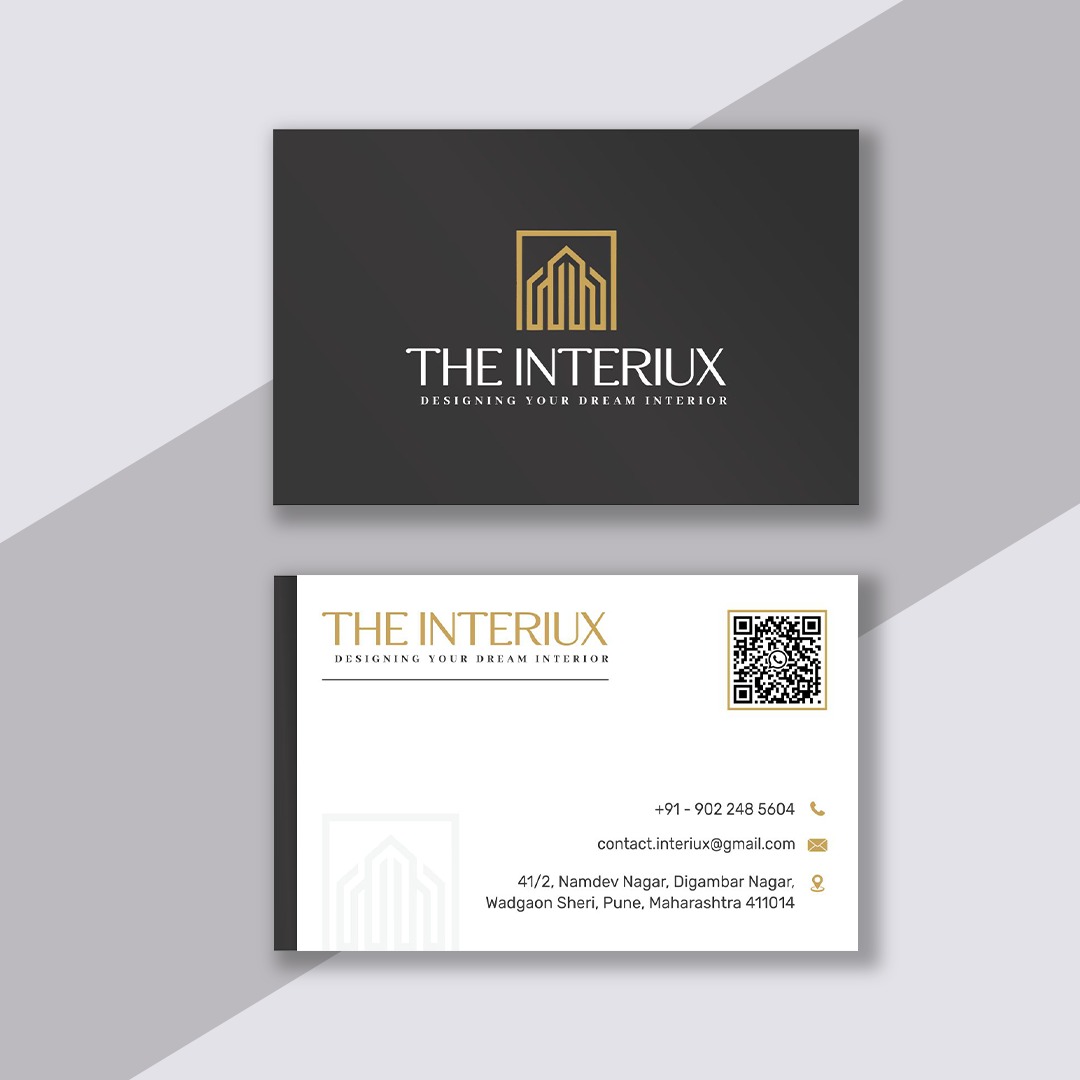 THE INTERIUX
DESIGNING YOUR DREAM INTERIOR
THE INTERIUX
DESIGNING YOUR DREAM INTERIOR
+91 - 902 248 5604
contact.interiux@gmail.com
41/2, Namdev Nagar, Digambar Nagar,
Wadgaon Sheri, Pune, Maharashtra 411014